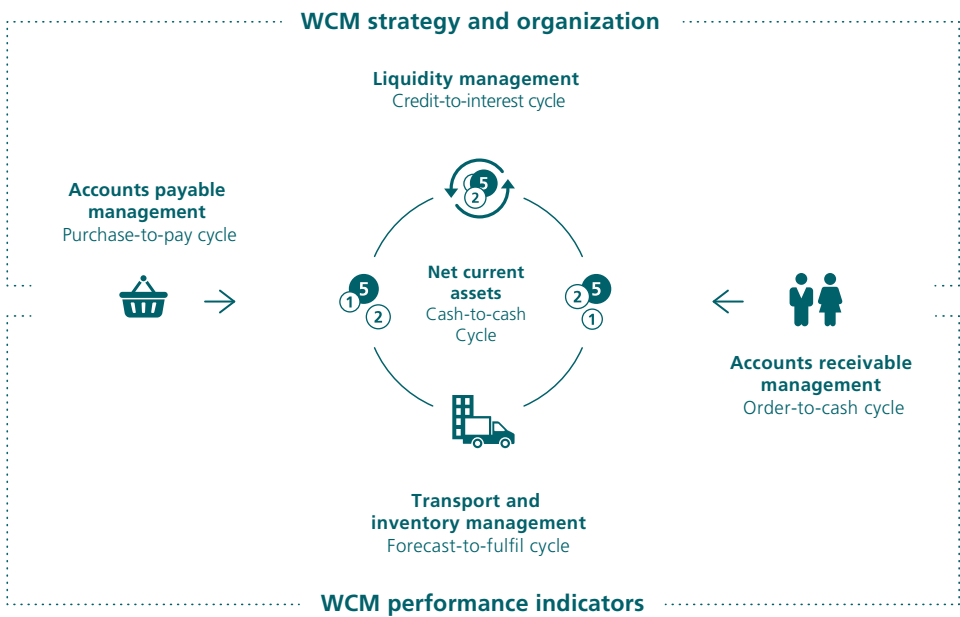 WCM strategy and organization
Liquidity management
Credit-to-interest cycle
5
2
Accounts payable
management
Purchase-to-pay cycle
5
1
2
Net current
assets
Cash-to-cash
Cycle
5
2
1
Accounts receivable
management
Order-to-cash cycle
Transport and
inventory management
Forecast-to-fulfil cycle
WCM performance indicators